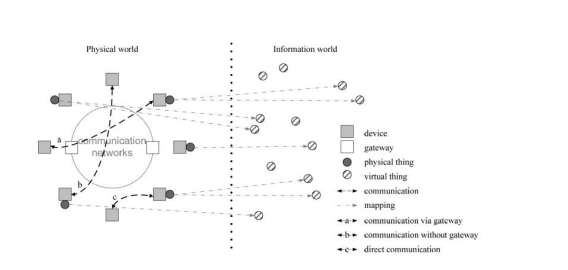 Physical world
Information world
a
communication
networks
b
c
device
gateway
physical thing
virtual thing
communication
mapping
a communication via gateway
b communication without gateway
c direct communication